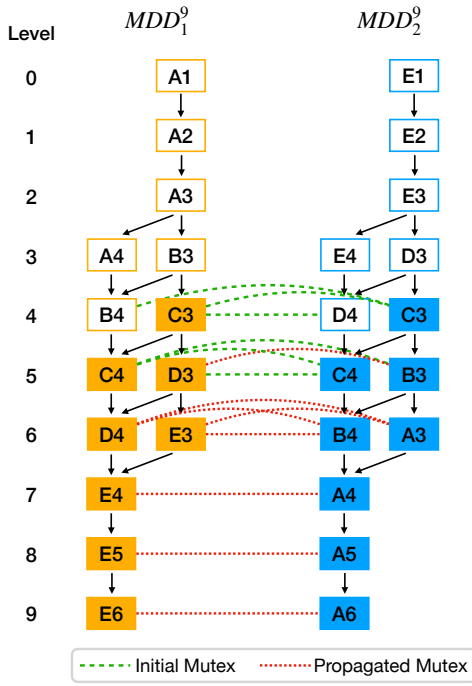 Level MDD₁⁹ MDD₂⁹
0 A1 E1
1 A2 E2
2 A3 E3
3 A4 B3 E4 D3
4 B4 C3 D4 C3
5 C4 D3 C4 B3
6 D4 E3 B4 A3
7 E4 A4
8 E5 A5
9 E6 A6
Initial Mutex Propagated Mutex